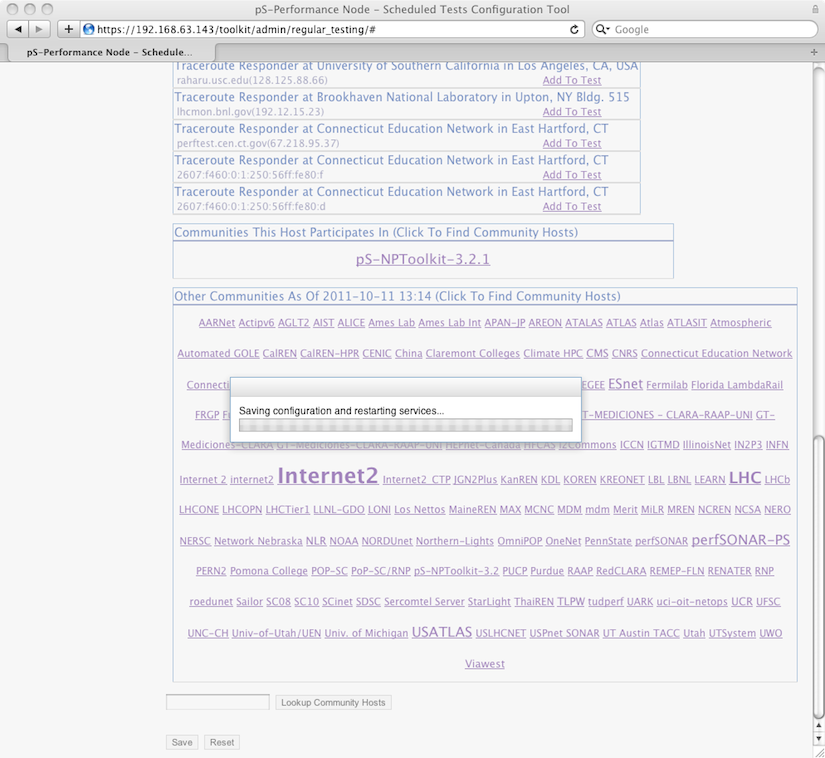 pS-Performance Node – Scheduled Tests Configuration Tool
https://192.168.63.143/toolkit/admin/regular_testing/#
Google
pS-Performance Node – Schedule...
Traceroute Responder at University of Southern California in Los Angeles, CA, USA
raharu.usc.edu(128.125.88.66) Add To Test
Traceroute Responder at Brookhaven National Laboratory in Upton, NY Bldg. 515
lhcmon.bnl.gov(192.12.15.23) Add To Test
Traceroute Responder at Connecticut Education Network in East Hartford, CT
perftest.cen.ct.gov(67.218.95.37) Add To Test
Traceroute Responder at Connecticut Education Network in East Hartford, CT
2607:f460:0:1:250:56ff:fe80:f Add To Test
Traceroute Responder at Connecticut Education Network in East Hartford, CT
2607:f460:0:1:250:56ff:fe80:d Add To Test
Communities This Host Participates In (Click To Find Community Hosts)
pS-NPToolkit-3.2.1
Other Communities As Of 2011-10-11 13:14 (Click To Find Community Hosts)
AARNet Actipv6 AGLT2 AIST ALICE Ames Lab Ames Lab Int APAN-JP AREON ATALAS ATLAS Atlas ATLASIT Atmospheric
Automated GOLE CalREN CalREN-HPR CENIC China Claremont Colleges Climate HPC CMS CNRS Connecticut Education Network
EGEE ESnet Fermilab Florida LambdaRail
Saving configuration and restarting services...
FRGP GT-MEDICIONES - CLARA-RAAP-UNI GT-
Mediciones-CLARA GT-Mediciones-CLARA-RAAP-UNI HEPnet-Canada HPCAS I2Commons ICCN IGTMD IllinoisNet IN2P3 INFN
Internet 2 internet2 Internet2 Internet2_CTP JGN2Plus KanREN KDL KOREN KREONET LBL LBNL LEARN LHC LHCb
LHCONE LHCOPN LHCTier1 LLNL-GDO LONI Los Nettos MaineREN MAX MCNC MDM mdm Merit MiLR MREN NCREN NCSA NERO
NERSC Network Nebraska NLR NOAA NORDUnet Northern-Lights OmniPOP OneNet PennState perfSONAR perfSONAR-PS
PERN2 Pomona College POP-SC PoP-SC/RNP pS-NPToolkit-3.2 PUCP Purdue RAAP RedCLARA REMEP-FLN RENATER RNP
roedunet Sailor SC08 SC10 SCinet SDSC Sercomtel Server StarLight ThaiREN TLPW tudperf UARK uci-oit-netops UCR UFSC
UNC-CH Univ-of-Utah/UEN Univ. of Michigan USATLAS USLHCNET USPnet SONAR UT Austin TACC Utah UTSystem UWO
Viawest
Lookup Community Hosts
Save Reset